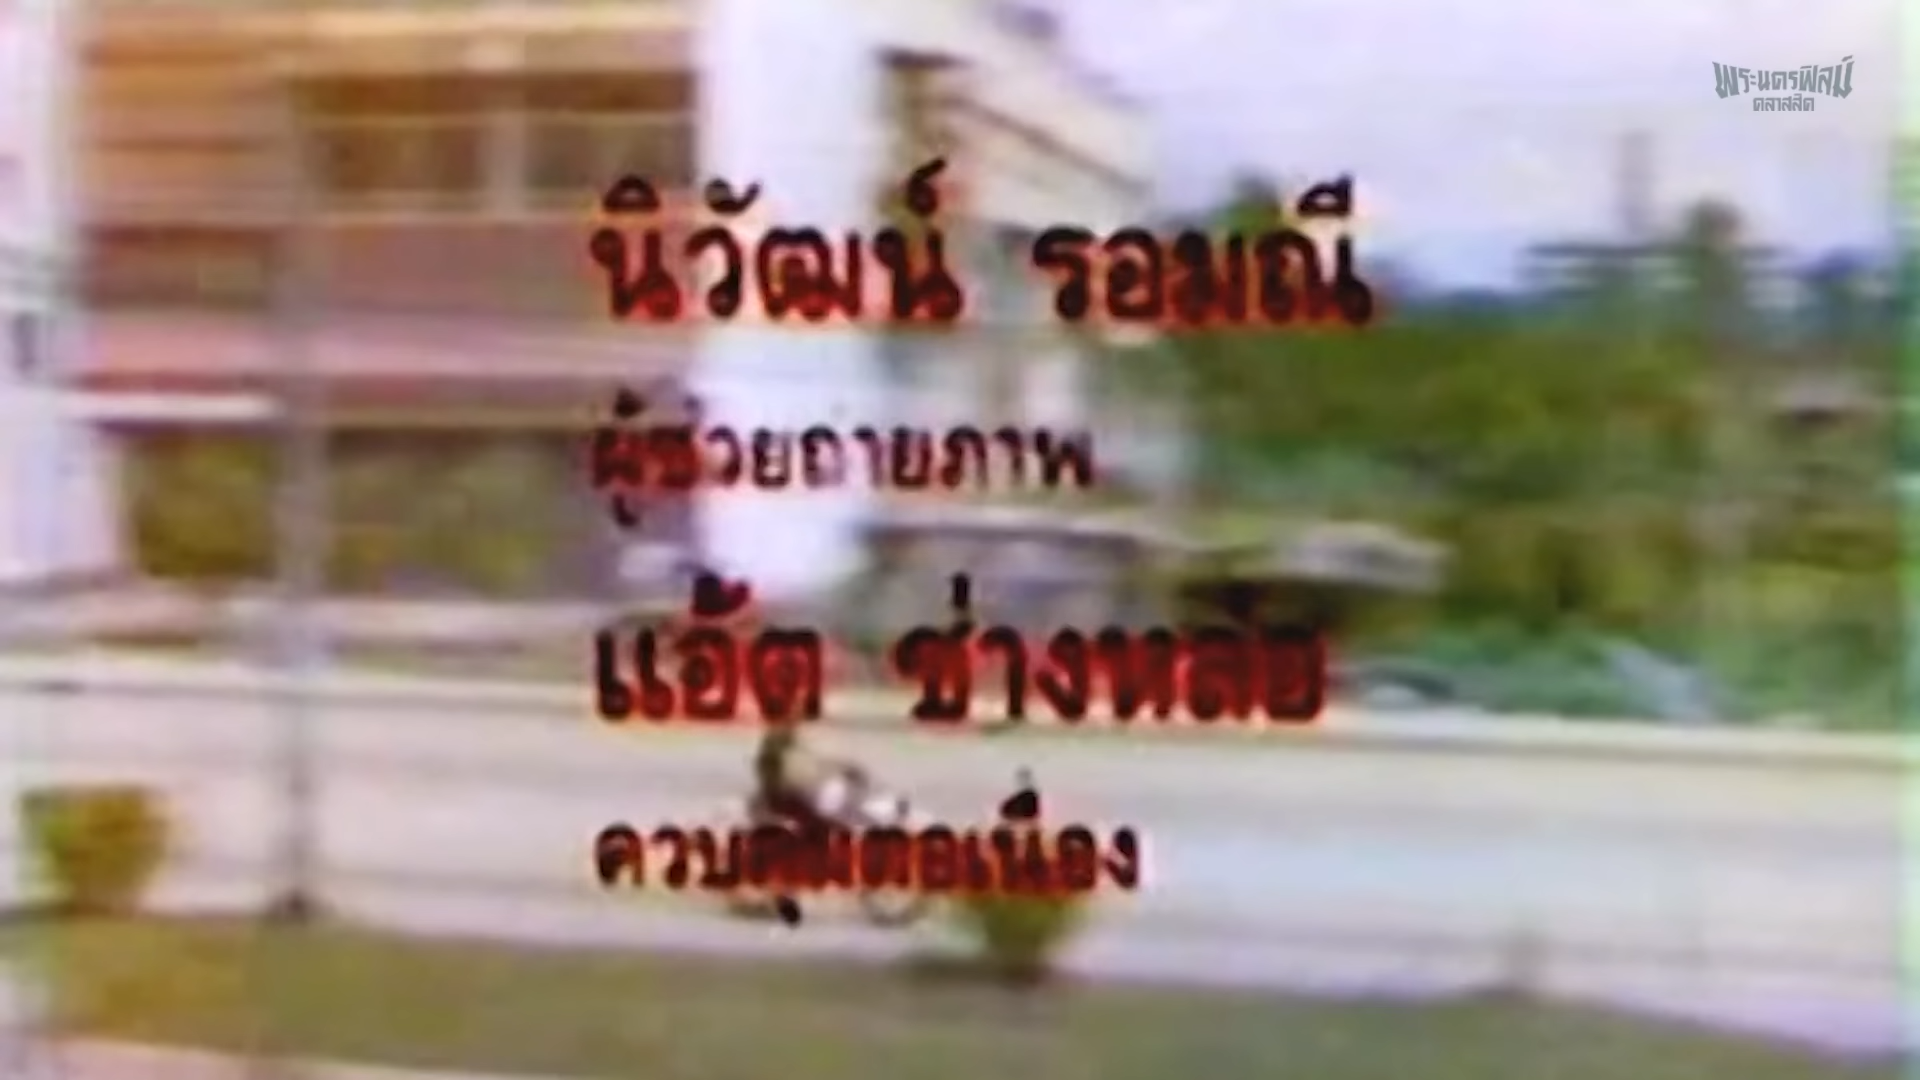 พระนครฟิลม์
คลาสสิค
นิวัฒน์ รอมณี
ผู้ช่วยถ่ายภาพ
แอ๊ด ช่างหล่อ
ควบคุมต่อเนื่อง